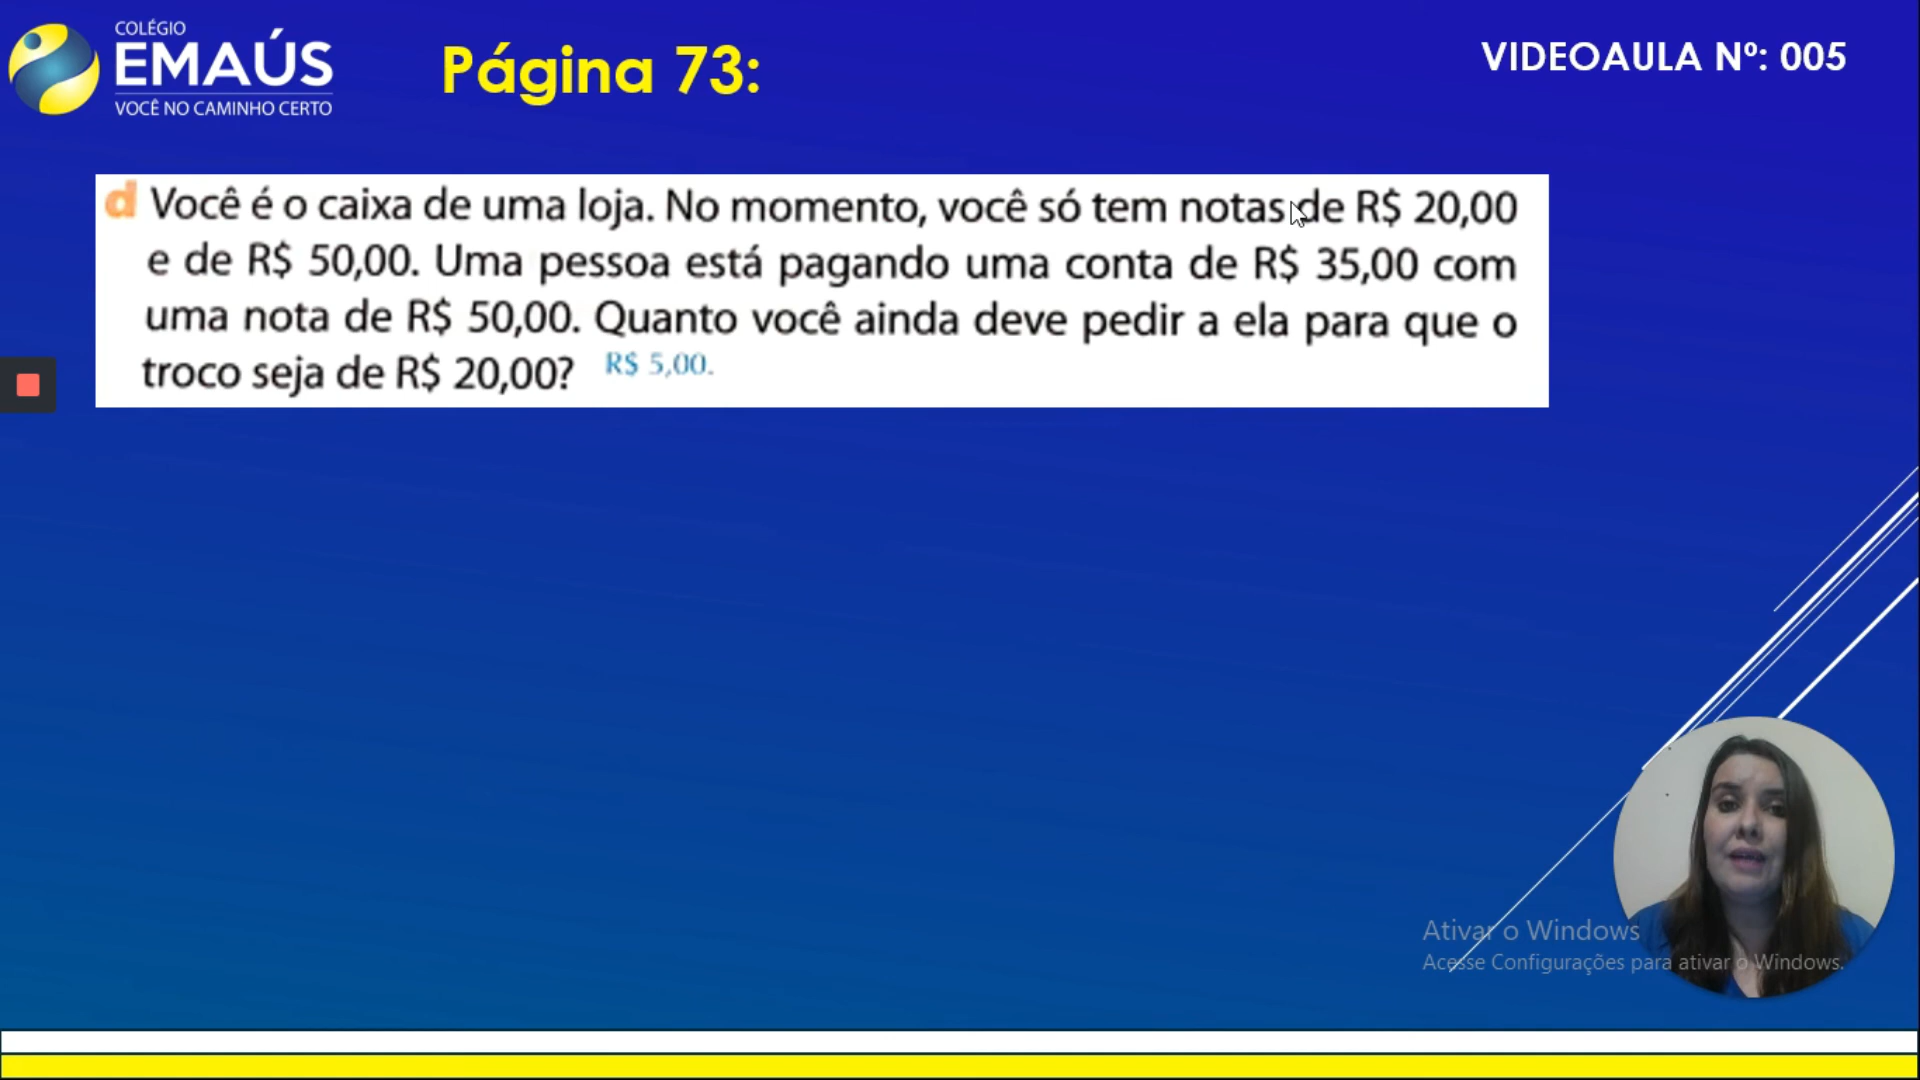 COLÉGIO
EMAÚS
VOCÊ NO CAMINHO CERTO
Página 73:
VIDEOAULA Nº: 005
d Você é o caixa de uma loja. No momento, você só tem notas de R$ 20,00
e de R$ 50,00. Uma pessoa está pagando uma conta de R$ 35,00 com
uma nota de R$ 50,00. Quanto você ainda deve pedir a ela para que o
troco seja de R$ 20,00? R$ 5,00.
Ativar o Windows
Acesse Configurações para ativar o Windows.